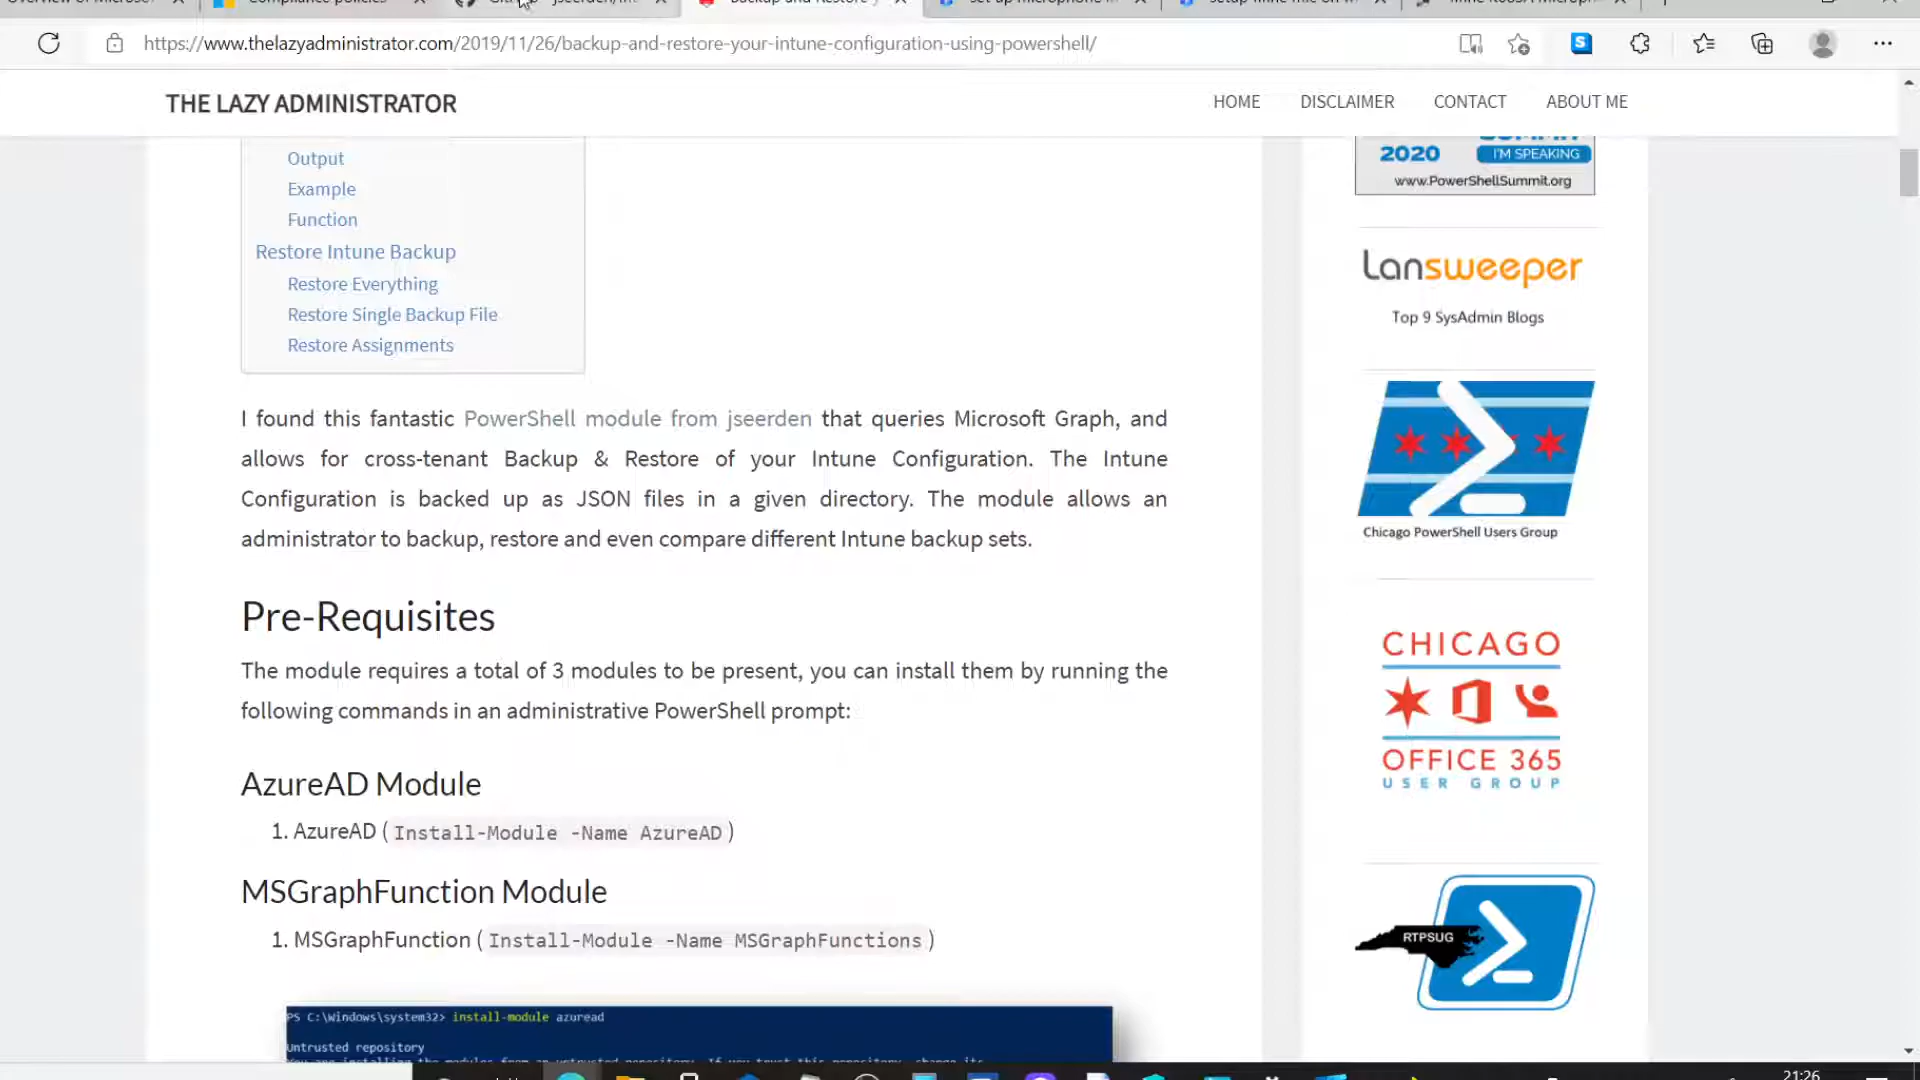 Compliance policies
Backup and Restore y
https://www.thelazyadministrator.com/2019/11/26/backup-and-restore-your-intune-configuration-using-powershell/
THE LAZY ADMINISTRATOR
HOME
DISCLAIMER
CONTACT
ABOUT ME
Output
Example
Function
Restore Intune Backup
Restore Everything
Restore Single Backup File
Restore Assignments
I found this fantastic PowerShell module from jseerden that queries Microsoft Graph, and
allows for cross-tenant Backup & Restore of your Intune Configuration. The Intune
Configuration is backed up as JSON files in a given directory. The module allows an
administrator to backup, restore and even compare different Intune backup sets.
Pre-Requisites
The module requires a total of 3 modules to be present, you can install them by running the
following commands in an administrative PowerShell prompt:
AzureAD Module
1. AzureAD ( Install-Module -Name AzureAD )
MSGraphFunction Module
1. MSGraphFunction ( Install-Module -Name MSGraphFunctions )
PS C:\Windows\system32> install-module azuread
Untrusted repository
2020
I'M SPEAKING
www.PowerShellSummit.org
Lansweeper
Top 9 SysAdmin Blogs
Chicago PowerShell Users Group
CHICAGO
OFFICE 365
USER GROUP
RTPSUG
21:26